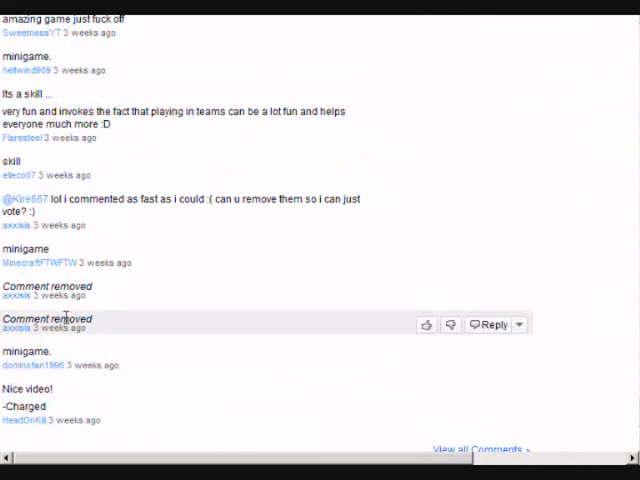 amazing game just fuck off
SweetnessYT 3 weeks ago
minigame.
hellwind909 3 weeks ago
Its a skill ...
very fun and invokes the fact that playing in teams can be a lot fun and helps
everyone much more :D
Flaresteel 3 weeks ago
skill
elleco07 3 weeks ago
@Kire667 lol i commented as fast as i could :( can u remove them so i can just
vote? :)
axxisis 3 weeks ago
minigame
MinecraftFTWFTW 3 weeks ago
Comment removed
axxisis 3 weeks ago
Comment removed
axxisis 3 weeks ago
Reply
minigame.
dominofan1996 3 weeks ago
Nice video!
-Charged
HeadOnKill 3 weeks ago
View all Comments »